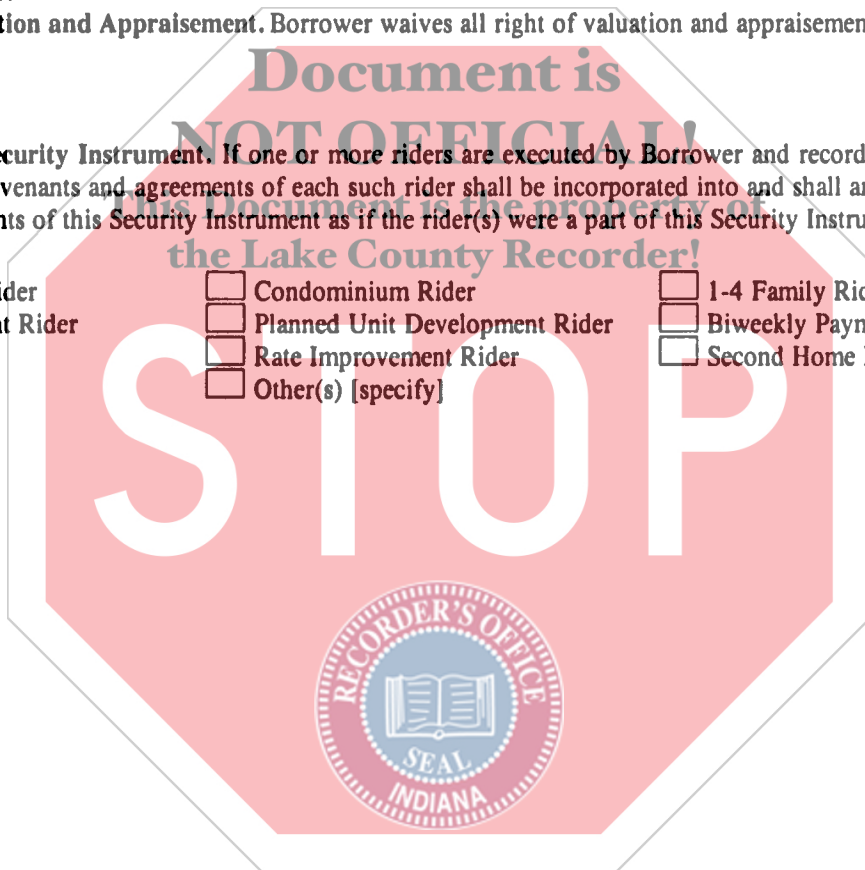 tion and Appraisement. Borrower waives all right of valuation and appraisemen
Document is
NOT OFFICIAL!
ecurity Instrument. If one or more riders are executed by Borrower and record
venants and agreements of each such rider shall be incorporated into and shall a
This Document is the property of
nts of this Security Instrument as if the rider(s) were a part of this Security Instru
the Lake County Recorder!
ider
Condominium Rider
1-4 Family Ric
t Rider
Planned Unit Development Rider
Biweekly Payn
Rate Improvement Rider
Second Home
Other(s) [specify]
STOP
RECORDER'S OFFICE
SEAL
INDIANA